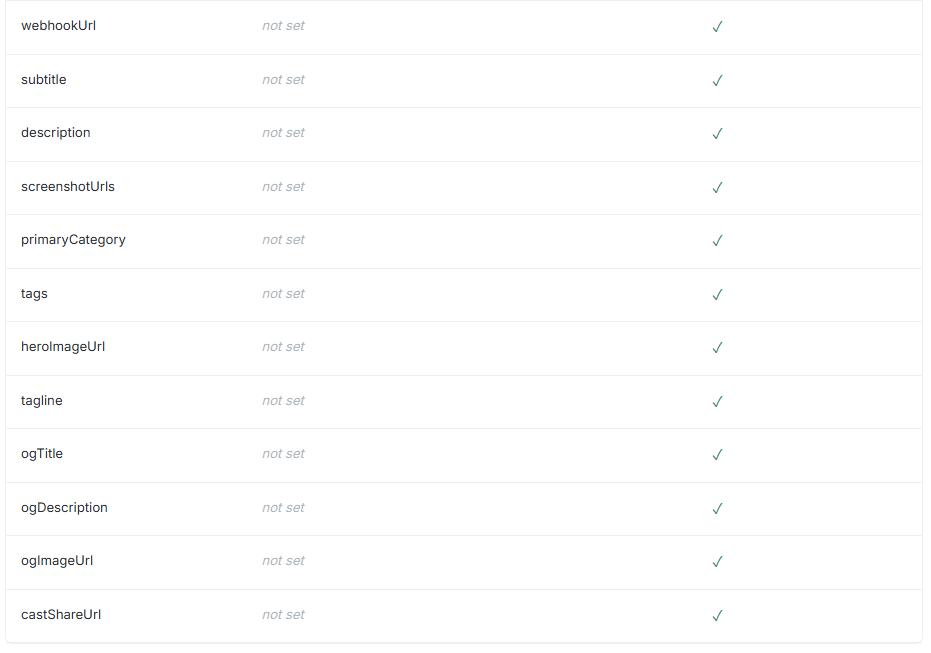 webhookUrl not set ✓
subtitle not set ✓
description not set ✓
screenshotUrls not set ✓
primaryCategory not set ✓
tags not set ✓
heroImageUrl not set ✓
tagline not set ✓
ogTitle not set ✓
ogDescription not set ✓
ogImageUrl not set ✓
castShareUrl not set ✓